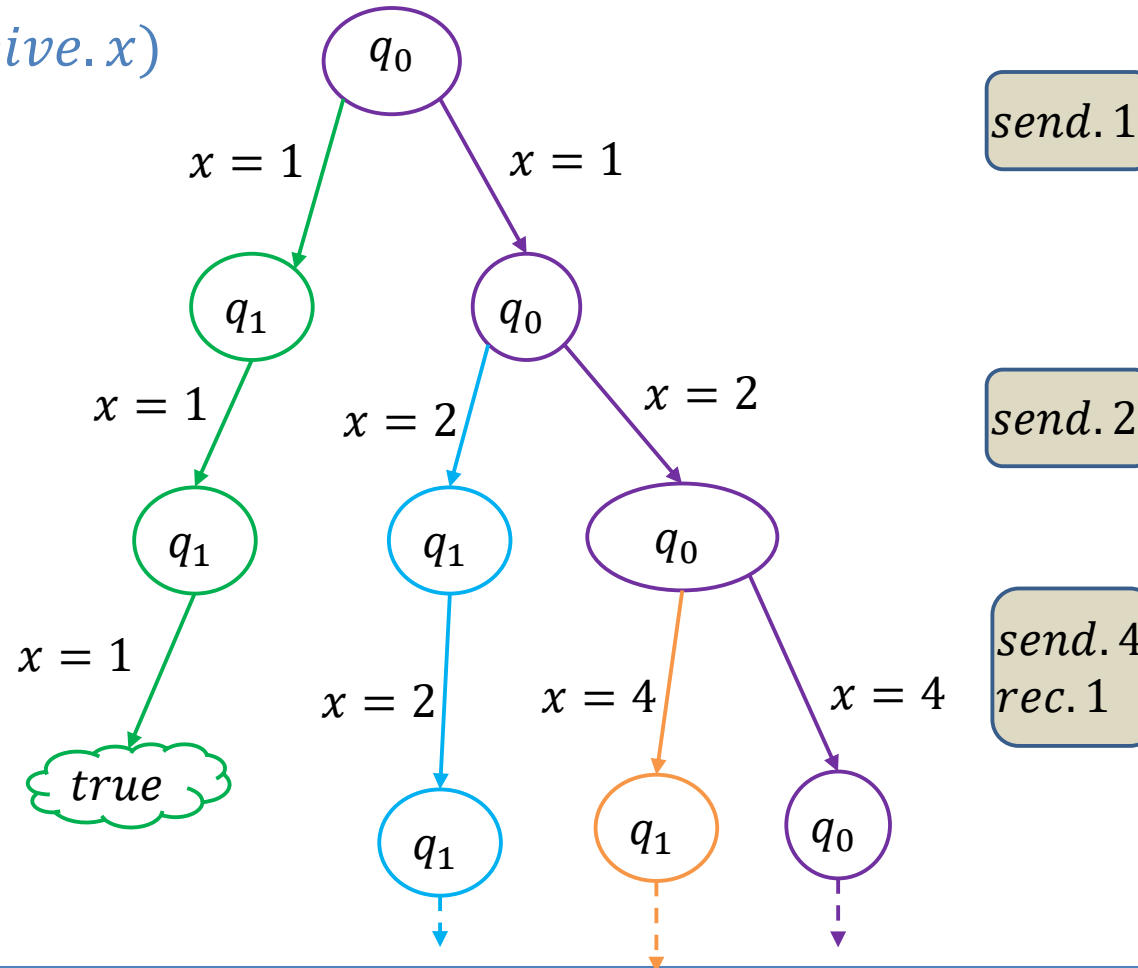 ive.x)
q₀
send.1
x = 1
x = 1
q₁
q₀
x = 1
x = 2
x = 2
send.2
q₁
q₁
q₀
x = 1
x = 2
x = 4
x = 4
send.4
rec.1
true
q₁
q₁
q₀